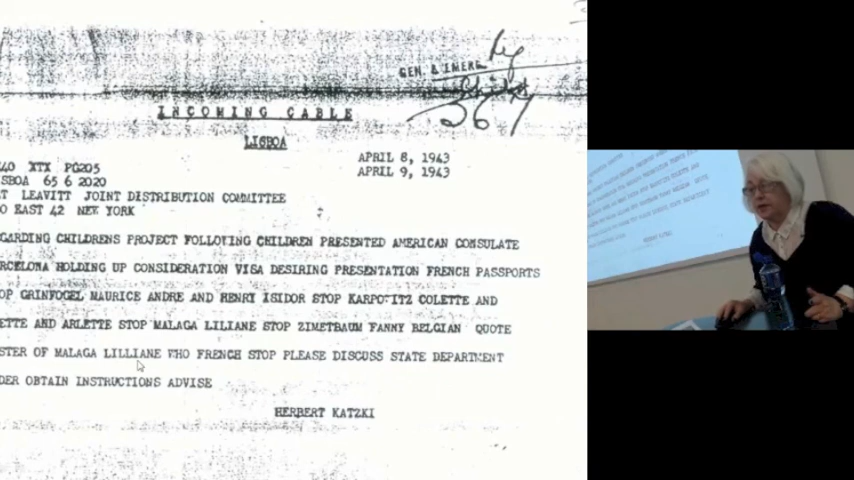 GEN. & EMERG.
367
INCOMING CABLE
LISBOA
APRIL 8, 1943
APRIL 9, 1943
40 XTX PG205
SBOA 65 6 2020
T LEAVITT JOINT DISTRIBUTION COMMITTEE
0 EAST 42 NEW YORK
GARDING CHILDRENS PROJECT FOLLOWING CHILDREN PRESENTED AMERICAN CONSULATE
RCELONA HOLDING UP CONSIDERATION VISA DESIRING PRESENTATION FRENCH PASSPORTS
OP GRINFOGEL MAURICE ANDRE AND HENRI ISIDOR STOP KARPOWITZ COLETTE AND
ETTE AND ARLETTE STOP MALAGA LILIANE STOP ZIMETBAUM FANNY BELGIAN QUOTE
STER OF MALAGA LILLIANE WHO FRENCH STOP PLEASE DISCUSS STATE DEPARTMENT
DER OBTAIN INSTRUCTIONS ADVISE
HERBERT KATZKI